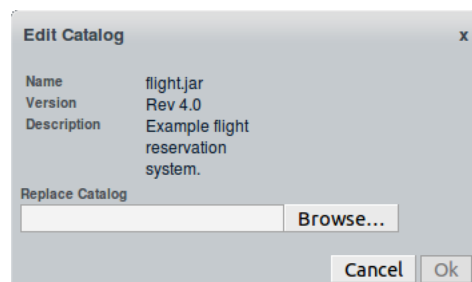 Edit Catalog x
Name flight.jar
Version Rev 4.0
Description Example flight
reservation
system.
Replace Catalog
Browse...
Cancel Ok